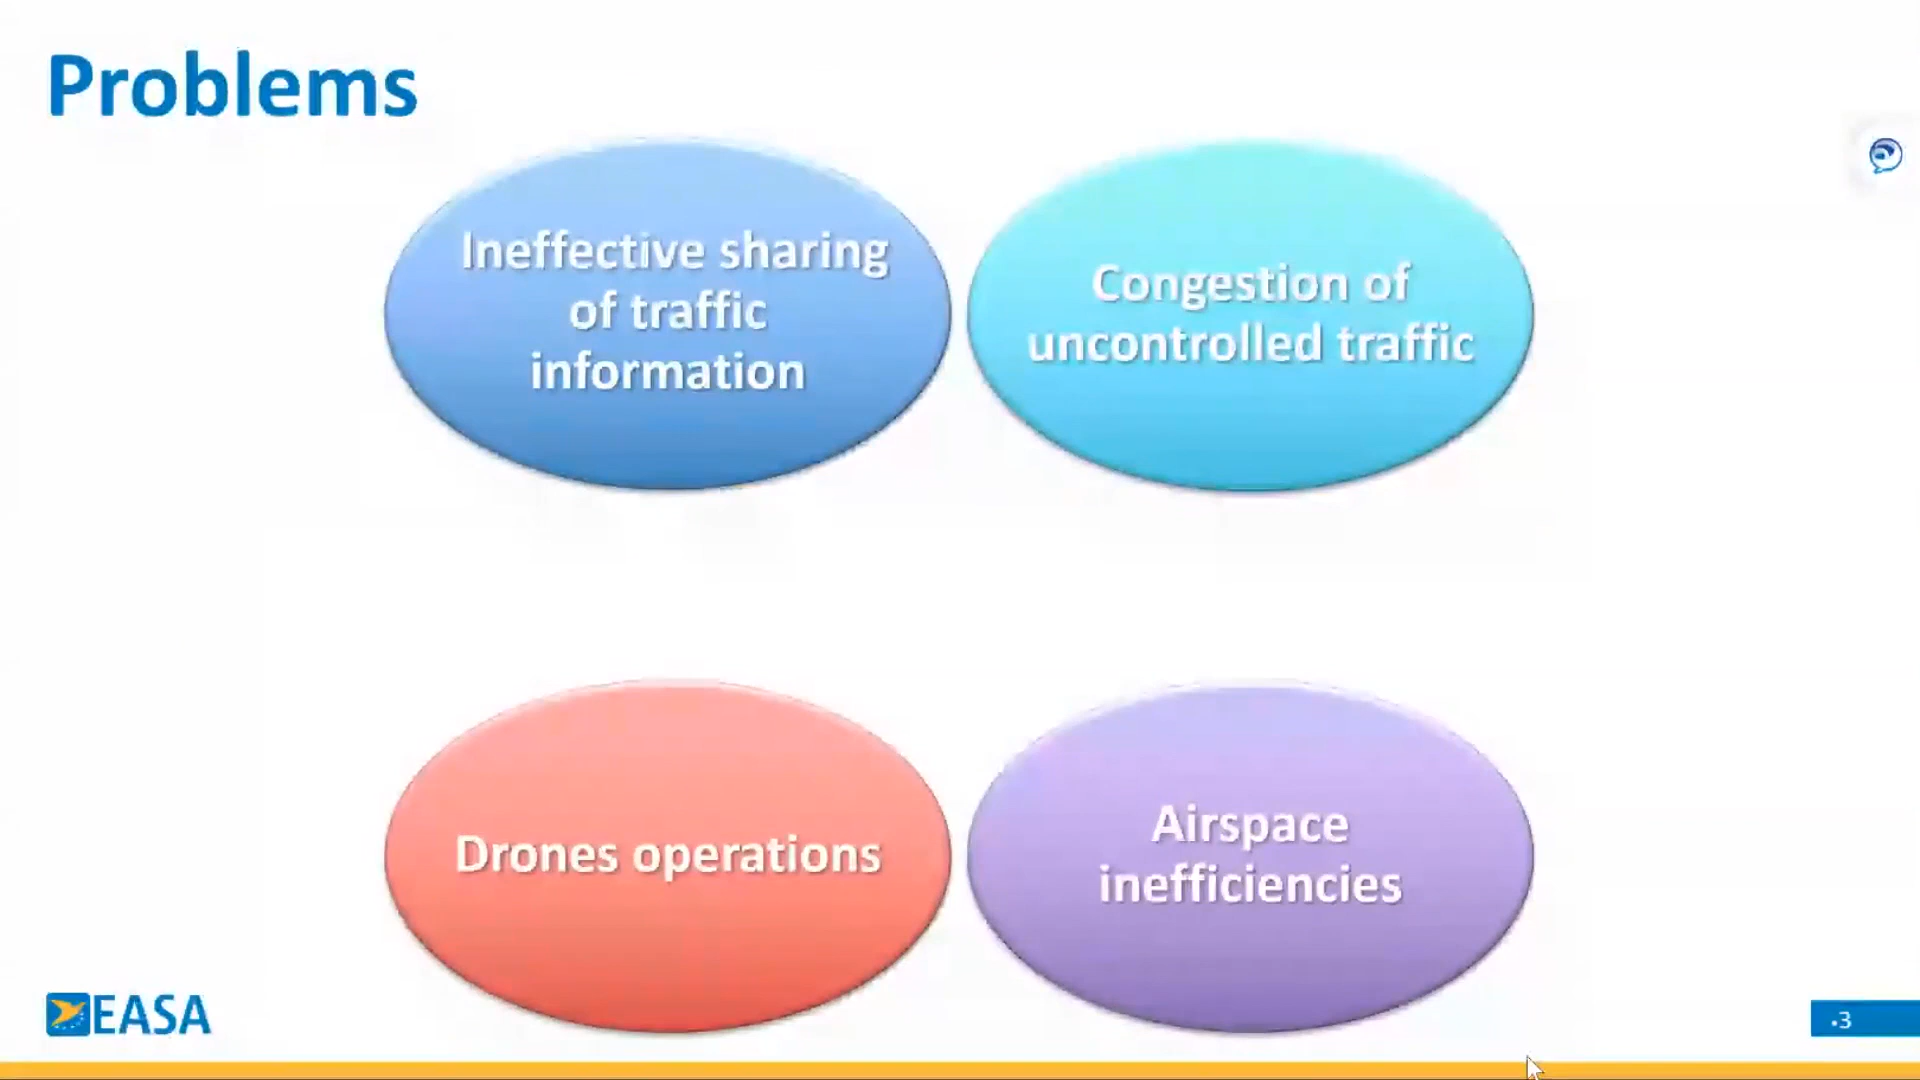 Problems
Ineffective sharing
of traffic
information
Congestion of
uncontrolled traffic
Drones operations
Airspace
inefficiencies
EASA
•3